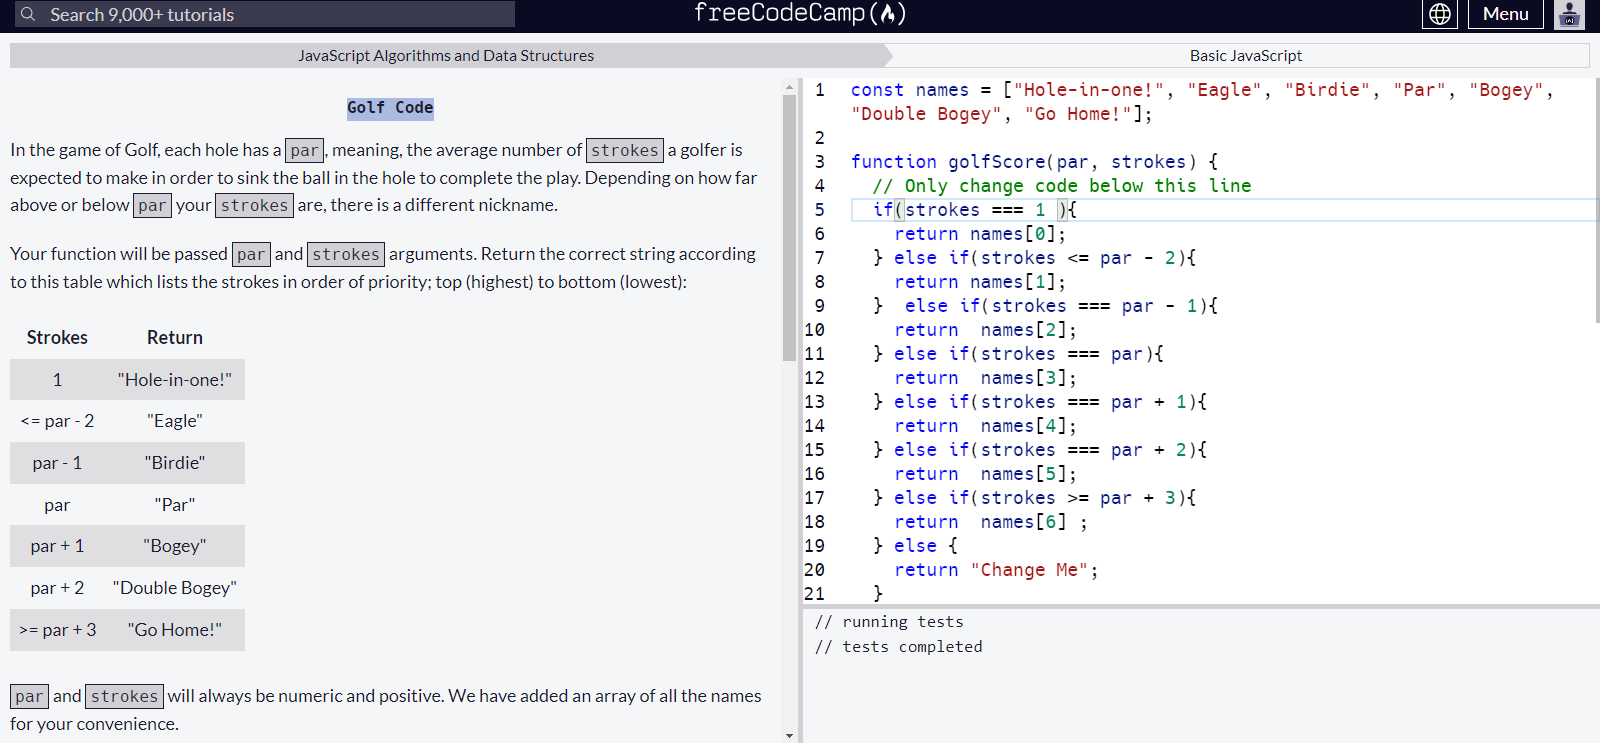 Search 9,000+ tutorials
freeCodeCamp(🔥)
Menu
JavaScript Algorithms and Data Structures
Basic JavaScript
Golf Code
In the game of Golf, each hole has a par, meaning, the average number of strokes a golfer is
expected to make in order to sink the ball in the hole to complete the play. Depending on how far
above or below par your strokes are, there is a different nickname.
Your function will be passed par and strokes arguments. Return the correct string according
to this table which lists the strokes in order of priority; top (highest) to bottom (lowest):
Strokes Return
1 "Hole-in-one!"
<= par - 2 "Eagle"
par - 1 "Birdie"
par "Par"
par + 1 "Bogey"
par + 2 "Double Bogey"
>= par + 3 "Go Home!"
par and strokes will always be numeric and positive. We have added an array of all the names
for your convenience.
1 const names = ["Hole-in-one!", "Eagle", "Birdie", "Par", "Bogey",
"Double Bogey", "Go Home!"];
2
3 function golfScore(par, strokes) {
4 // Only change code below this line
5 if(strokes === 1 ){
6 return names[0];
7 } else if(strokes <= par - 2){
8 return names[1];
9 }  else if(strokes === par - 1){
10 return  names[2];
11 } else if(strokes === par){
12 return  names[3];
13 } else if(strokes === par + 1){
14 return  names[4];
15 } else if(strokes === par + 2){
16 return  names[5];
17 } else if(strokes >= par + 3){
18 return  names[6] ;
19 } else {
20 return "Change Me";
21 }
// running tests
// tests completed